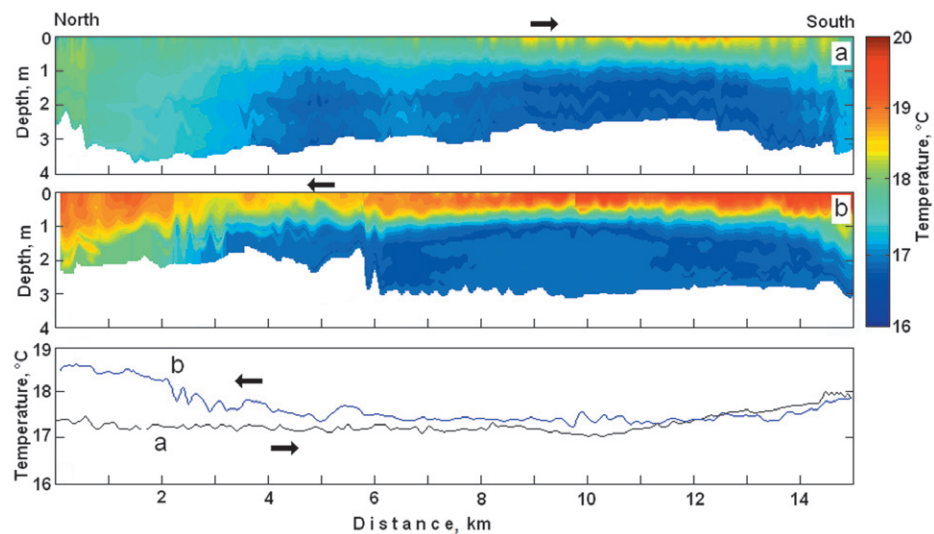 North South
0 1 2 3 4
Depth, m
a
0 1 2 3 4
Depth, m
b
20 19 18 17 16
Temperature, °C
19 18 17 16
Temperature, °C
b
a
2 4 6 8 10 12 14
Distance, km